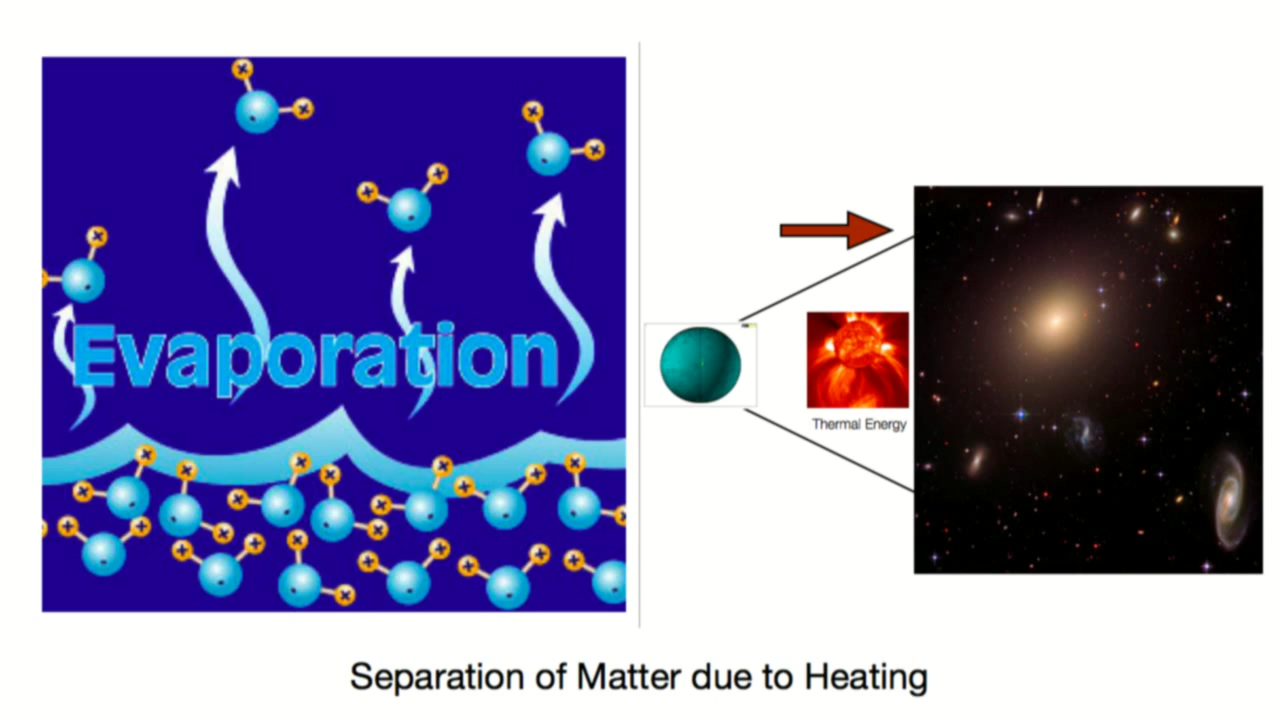 Evaporation
Thermal Energy
Separation of Matter due to Heating